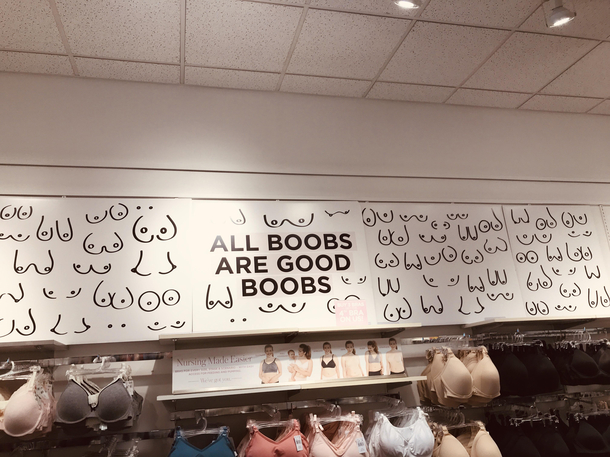 ALL BOOBS
ARE GOOD
BOOBS
Nursing Made Easier